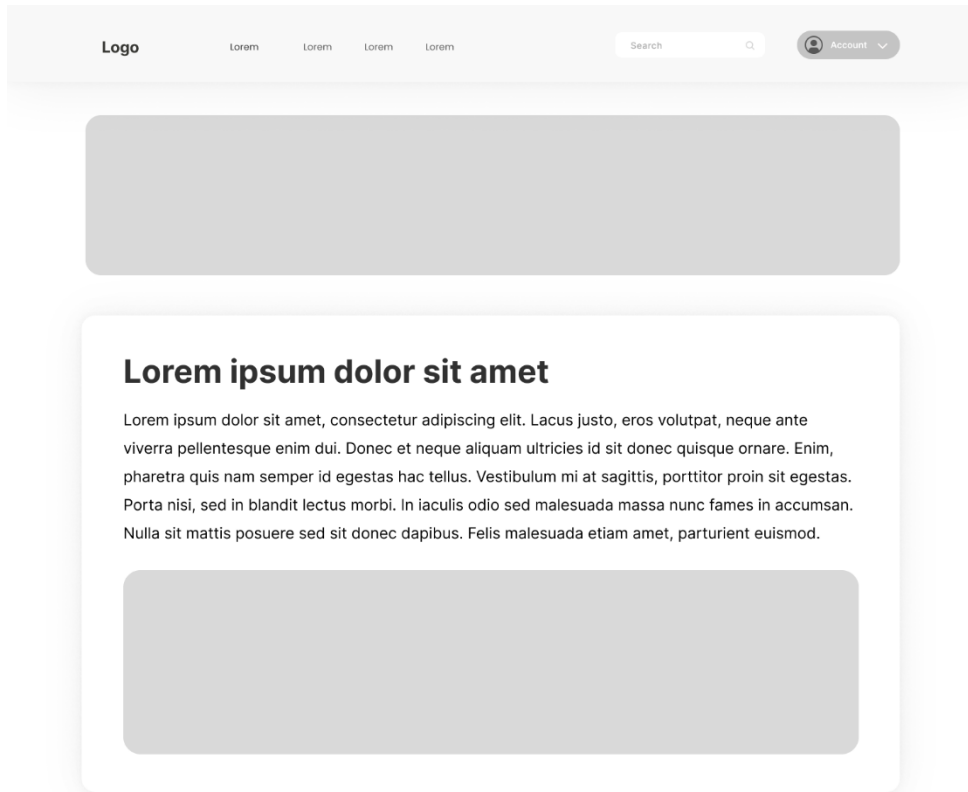 Logo
Lorem Lorem Lorem Lorem
Search
Account
Lorem ipsum dolor sit amet
Lorem ipsum dolor sit amet, consectetur adipiscing elit. Lacus justo, eros volutpat, neque ante
viverra pellentesque enim dui. Donec et neque aliquam ultricies id sit donec quisque ornare. Enim,
pharetra quis nam semper id egestas hac tellus. Vestibulum mi at sagittis, porttitor proin sit egestas.
Porta nisi, sed in blandit lectus morbi. In iaculis odio sed malesuada massa nunc fames in accumsan.
Nulla sit mattis posuere sed sit donec dapibus. Felis malesuada etiam amet, parturient euismod.